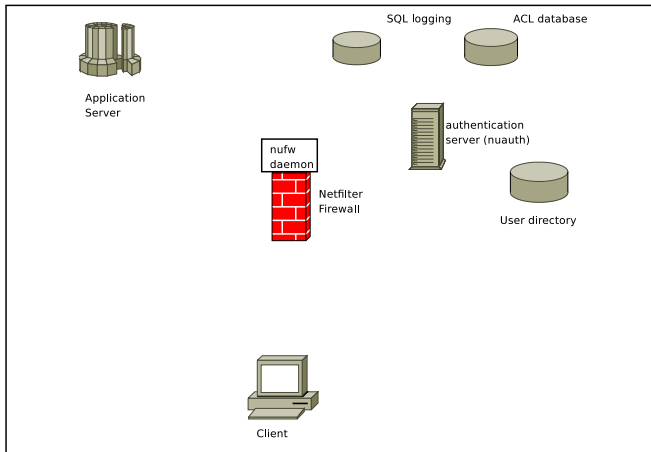 SQL logging
ACL database
Application
Server
authentication
server (nuauth)
nufw
daemon
Netfilter
Firewall
User directory
Client